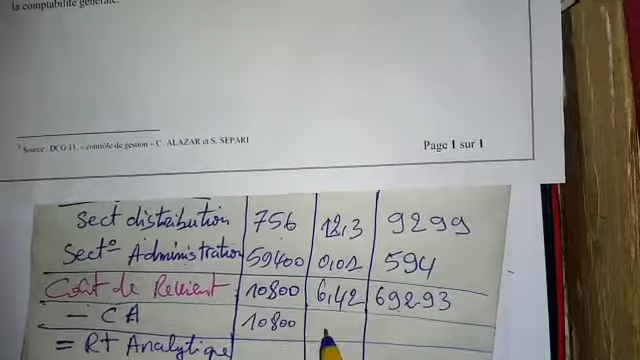 la comptabilité générale.
³ Source : DCG 11, « contrôle de gestion » C. ALAZAR et S. SEPARI
Page 1 sur 1
Sect distribution 756 12,3 9299
Sect° Administration 59400 0,01 594
Coût de Revient 10800 6,42 69293
- CA 10800
= Rt Analytique